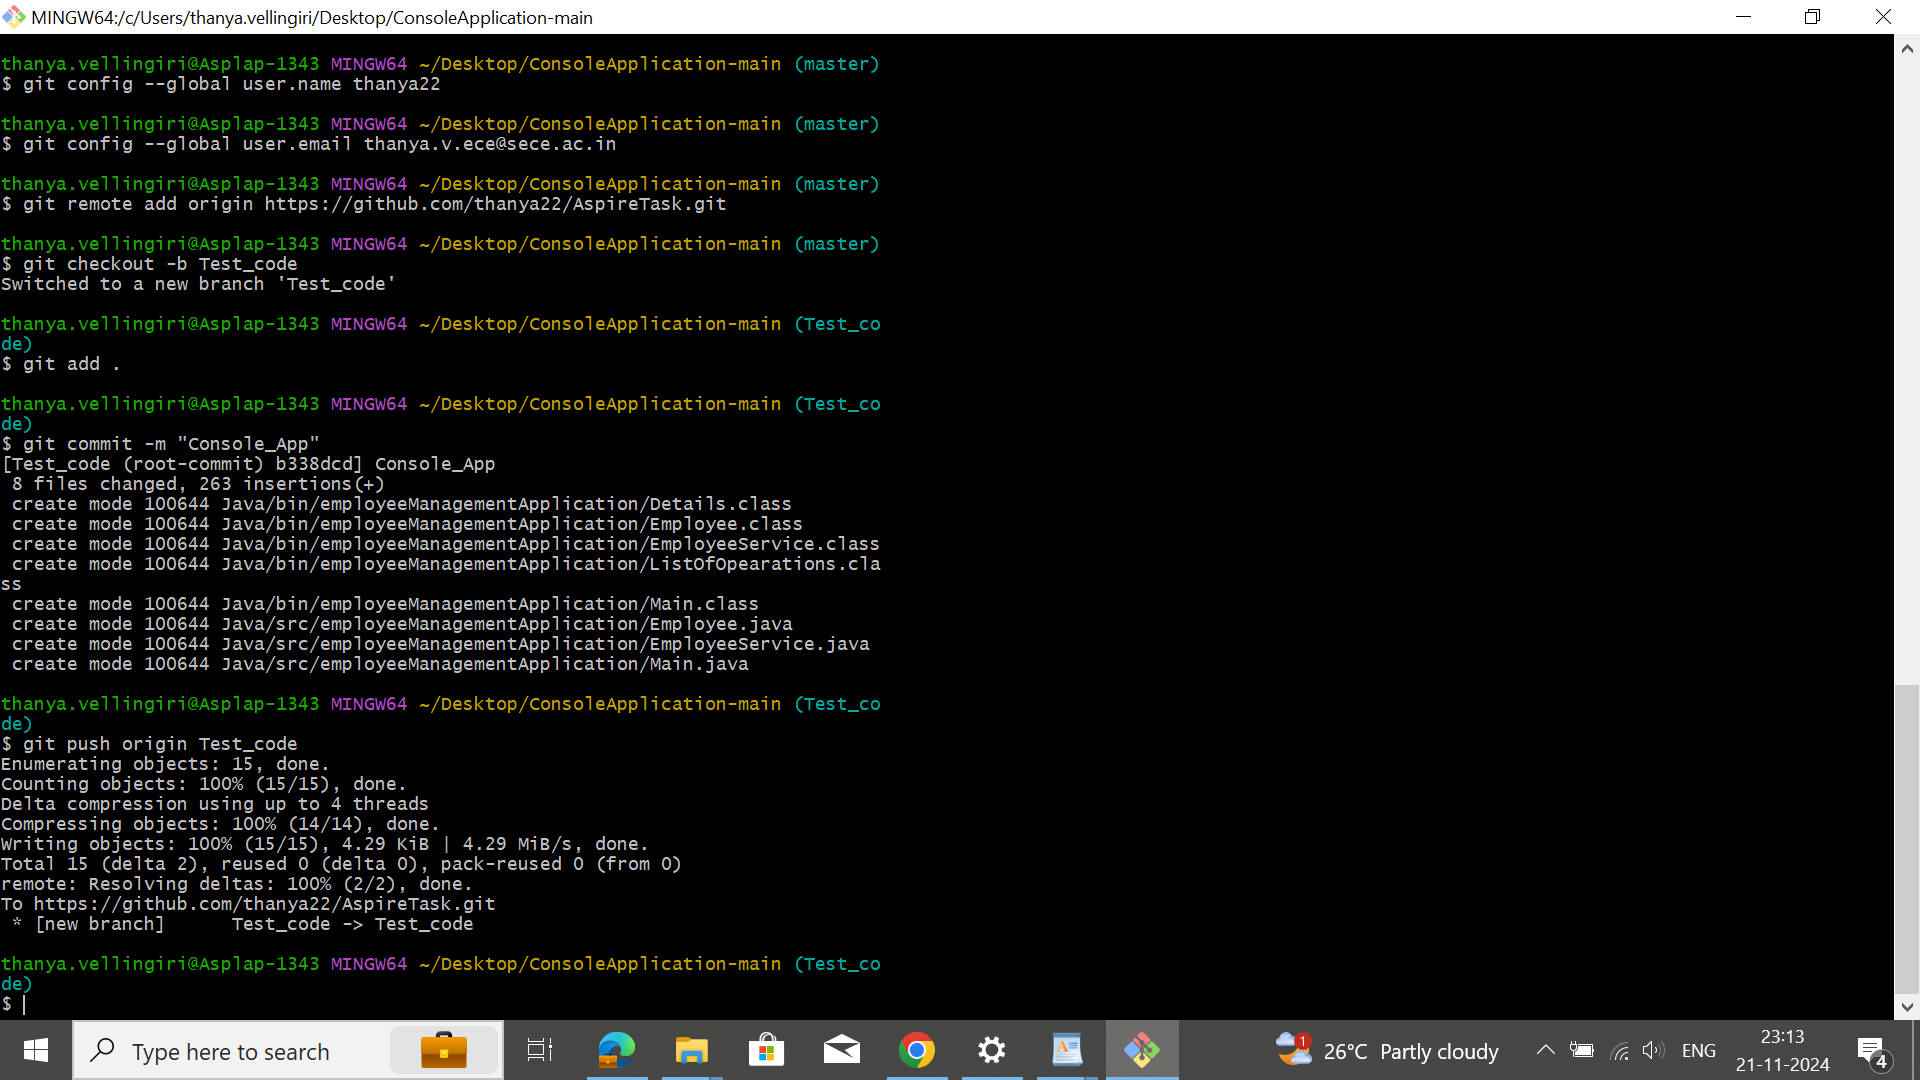 MINGW64:/c/Users/thanya.vellingiri/Desktop/ConsoleApplication-main
thanya.vellingiri@Asplap-1343 MINGW64 ~/Desktop/ConsoleApplication-main (master)
$ git config --global user.name thanya22
thanya.vellingiri@Asplap-1343 MINGW64 ~/Desktop/ConsoleApplication-main (master)
$ git config --global user.email thanya.v.ece@sece.ac.in
thanya.vellingiri@Asplap-1343 MINGW64 ~/Desktop/ConsoleApplication-main (master)
$ git remote add origin https://github.com/thanya22/AspireTask.git
thanya.vellingiri@Asplap-1343 MINGW64 ~/Desktop/ConsoleApplication-main (master)
$ git checkout -b Test_code
Switched to a new branch 'Test_code'
thanya.vellingiri@Asplap-1343 MINGW64 ~/Desktop/ConsoleApplication-main (Test_co
de)
$ git add .
thanya.vellingiri@Asplap-1343 MINGW64 ~/Desktop/ConsoleApplication-main (Test_co
de)
$ git commit -m "Console_App"
[Test_code (root-commit) b338dcd] Console_App
8 files changed, 263 insertions(+)
create mode 100644 Java/bin/employeeManagementApplication/Details.class
create mode 100644 Java/bin/employeeManagementApplication/Employee.class
create mode 100644 Java/bin/employeeManagementApplication/EmployeeService.class
create mode 100644 Java/bin/employeeManagementApplication/ListOfOpearations.cla
ss
create mode 100644 Java/bin/employeeManagementApplication/Main.class
create mode 100644 Java/src/employeeManagementApplication/Employee.java
create mode 100644 Java/src/employeeManagementApplication/EmployeeService.java
create mode 100644 Java/src/employeeManagementApplication/Main.java
thanya.vellingiri@Asplap-1343 MINGW64 ~/Desktop/ConsoleApplication-main (Test_co
de)
$ git push origin Test_code
Enumerating objects: 15, done.
Counting objects: 100% (15/15), done.
Delta compression using up to 4 threads
Compressing objects: 100% (14/14), done.
Writing objects: 100% (15/15), 4.29 KiB | 4.29 MiB/s, done.
Total 15 (delta 2), reused 0 (delta 0), pack-reused 0 (from 0)
remote: Resolving deltas: 100% (2/2), done.
To https://github.com/thanya22/AspireTask.git
* [new branch]      Test_code -> Test_code
thanya.vellingiri@Asplap-1343 MINGW64 ~/Desktop/ConsoleApplication-main (Test_co
de)
$
Type here to search
1
26°C Partly cloudy
ENG
23:13
21-11-2024
4